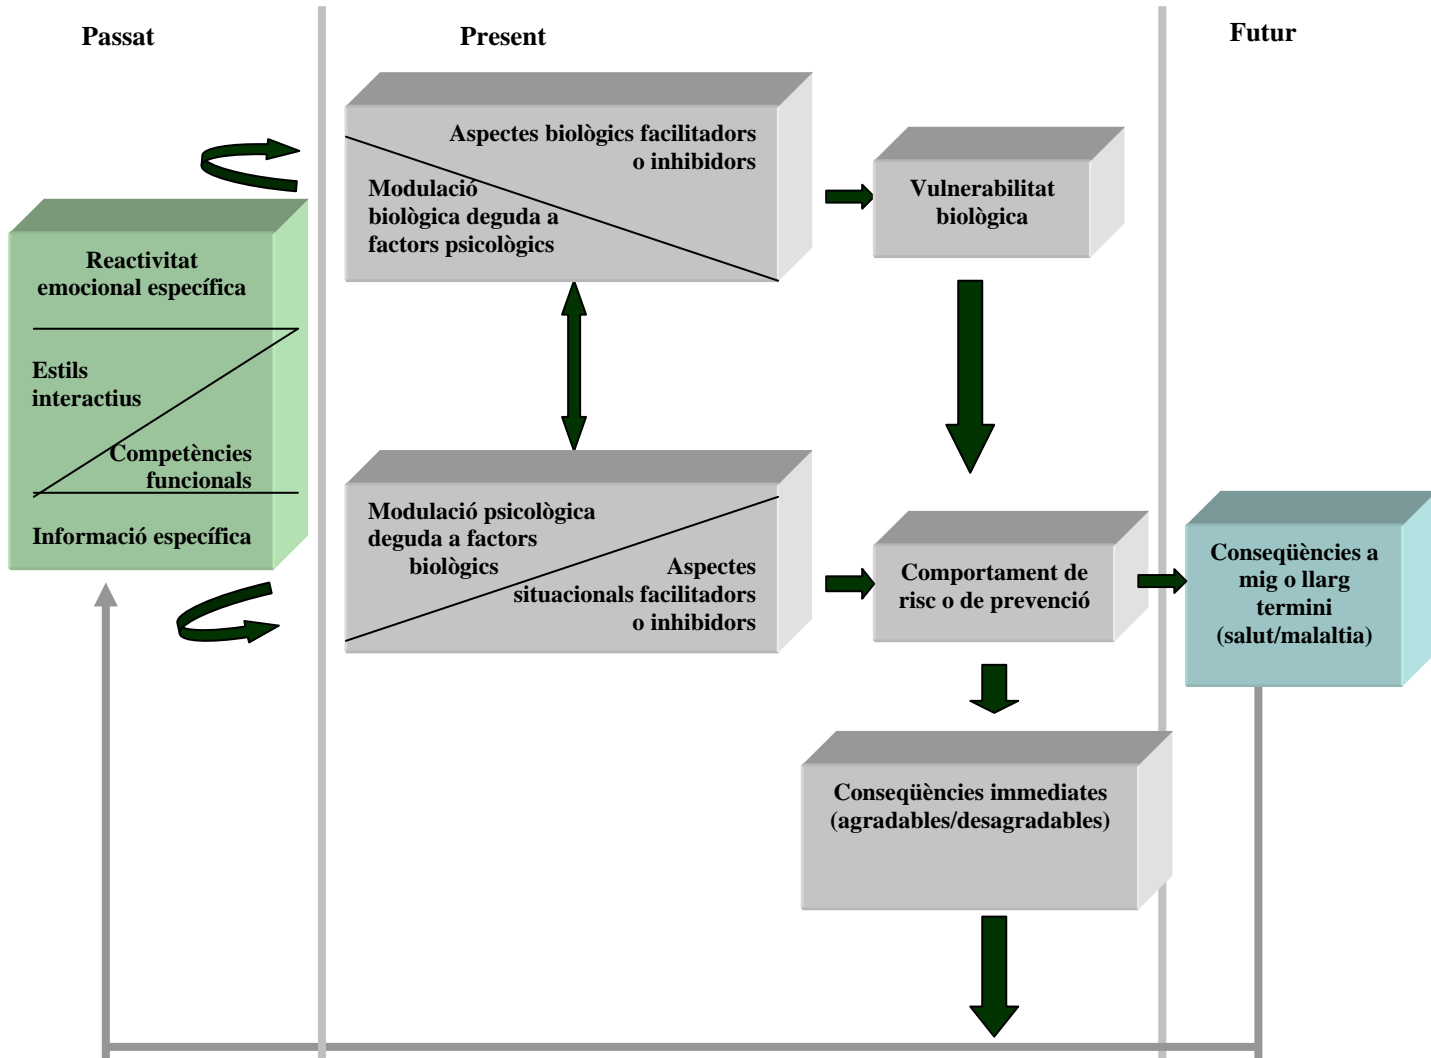 Passat
Present
Futur
Reactivitat
emocional específica
Estils
interactius
Competències
funcionals
Informació específica
Aspectes biològics facilitadors
o inhibidors
Modulació
biològica deguda a
factors psicològics
Vulnerabilitat
biològica
Modulació psicològica
deguda a factors
biològics
Aspectes
situacionals facilitadors
o inhibidors
Comportament de
risc o de prevenció
Conseqüències immediates
(agradables/desagradables)
Conseqüències a
mig o llarg
termini
(salut/malaltia)